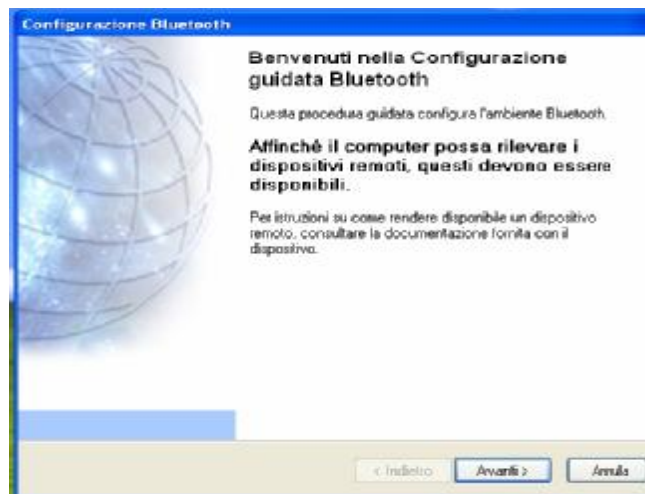 Configurazione Bluetooth
Benvenuti nella Configurazione
guidata Bluetooth
Questa procedura guidata configura l'ambiente Bluetooth.
Affinché il computer possa rilevare i
dispositivi remoti, questi devono essere
disponibili.
Per istruzioni su come rendere disponibile un dispositivo
remoto, consultare la documentazione fornita con il
dispositivo.
< Indietro
Avanti >
Annulla